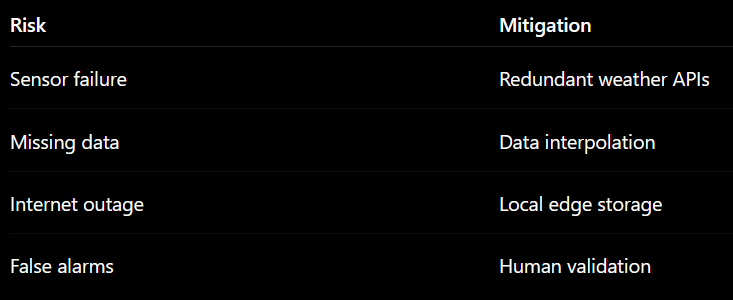 Risk Mitigation
Sensor failure Redundant weather APIs
Missing data Data interpolation
Internet outage Local edge storage
False alarms Human validation